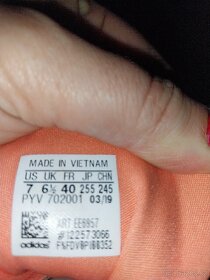 MADE IN VIETNAM
US UK FR JP CHN
7 6½ 40 255 245
PYV 702001 03/19
ART EE6957
#122573066
adidas